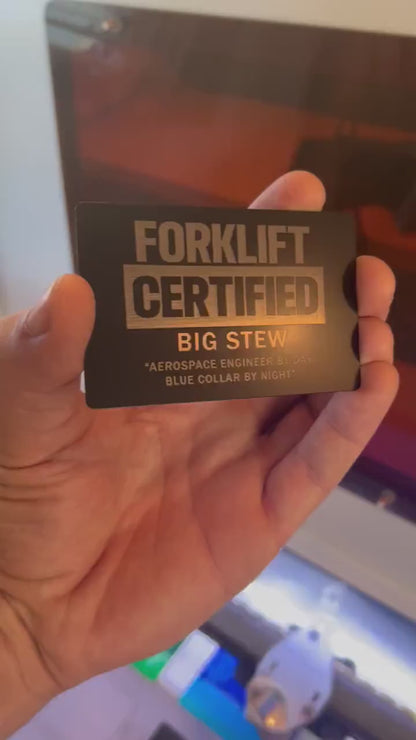 FORKLIFT
CERTIFIED
BIG STEW
"AEROSPACE ENGINEER BY DAY
BLUE COLLAR BY NIGHT"